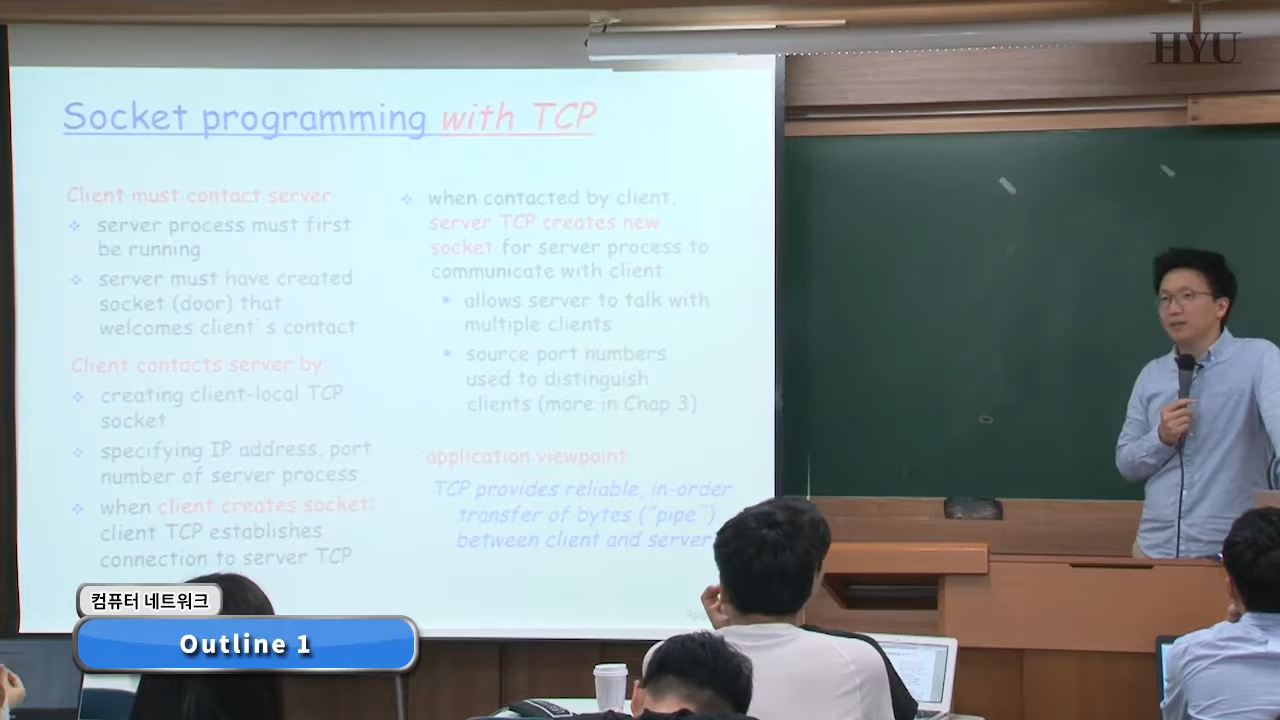 HYU
Socket programming with TCP
Client must contact server
server process must first
be running
server must have created
socket (door) that
welcomes client`s contact
Client contacts server by:
creating client-local TCP
socket
specifying IP address, port
number of server process
when client creates socket:
client TCP establishes
connection to server TCP
when contacted by client,
server TCP creates new
socket for server process to
communicate with client
allows server to talk with
multiple clients
source port numbers
used to distinguish
clients (more in Chap 3)
application viewpoint
TCP provides reliable, in-order
transfer of bytes (“pipe”)
between client and server
컴퓨터 네트워크
Outline 1